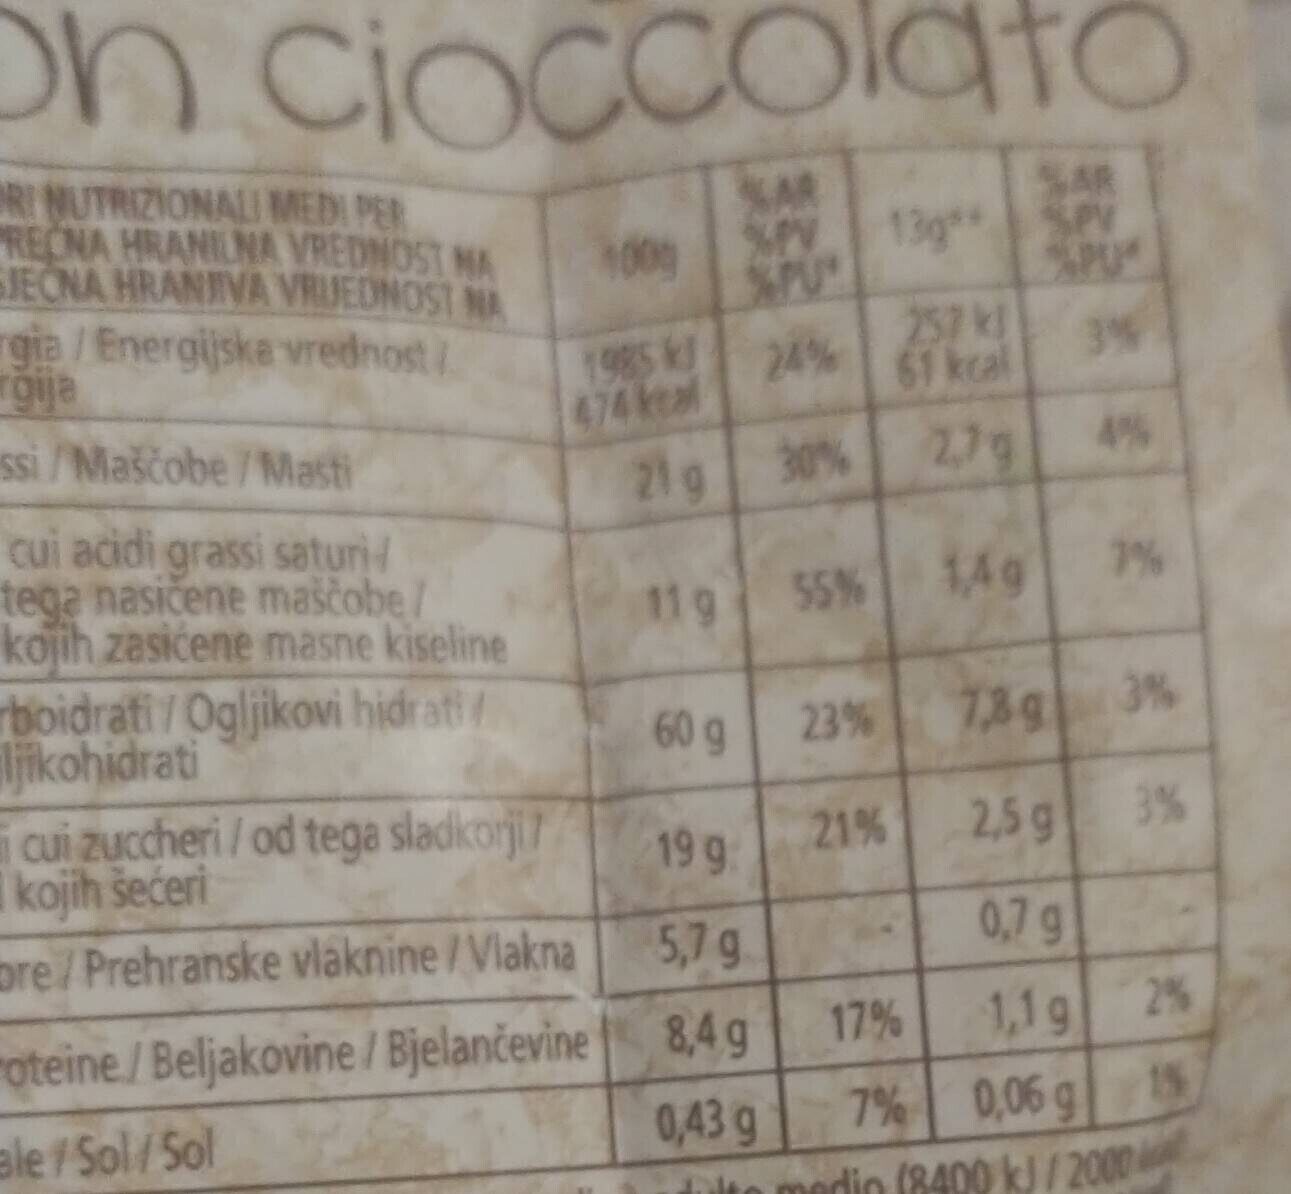 on cioccolato
RI NUTRIZIONALI MEDI PER
PREČNA HRANILNA VREDNOST NA
SJEČNA HRANJIVA VRIJEDNOST NA
100g
%AR
%PV
%PU*
13g**
%AR
%PV
%PU*
rgia / Energijska vrednost /
rgija
1985 kJ
474 kcal
24%
257 kJ
61 kcal
3%
ssi / Maščobe / Masti
21 g
30%
2,7 g
4%
cui acidi grassi saturi /
tega nasičene maščobe /
kojih zasićene masne kiseline
11 g
55%
1,4 g
7%
rboidrati / Ogljikovi hidrati /
ljikohidrati
60 g
23%
7,8 g
3%
i cui zuccheri / od tega sladkorji /
kojih šećeri
19 g
21%
2,5 g
3%
bre / Prehranske vlaknine / Vlakna
5,7 g
-
0,7 g
-
roteine / Beljakovine / Bjelančevine
8,4 g
17%
1,1 g
2%
ale / Sol / Sol
0,43 g
7%
0,06 g
1%
medio (8400 kJ / 2000